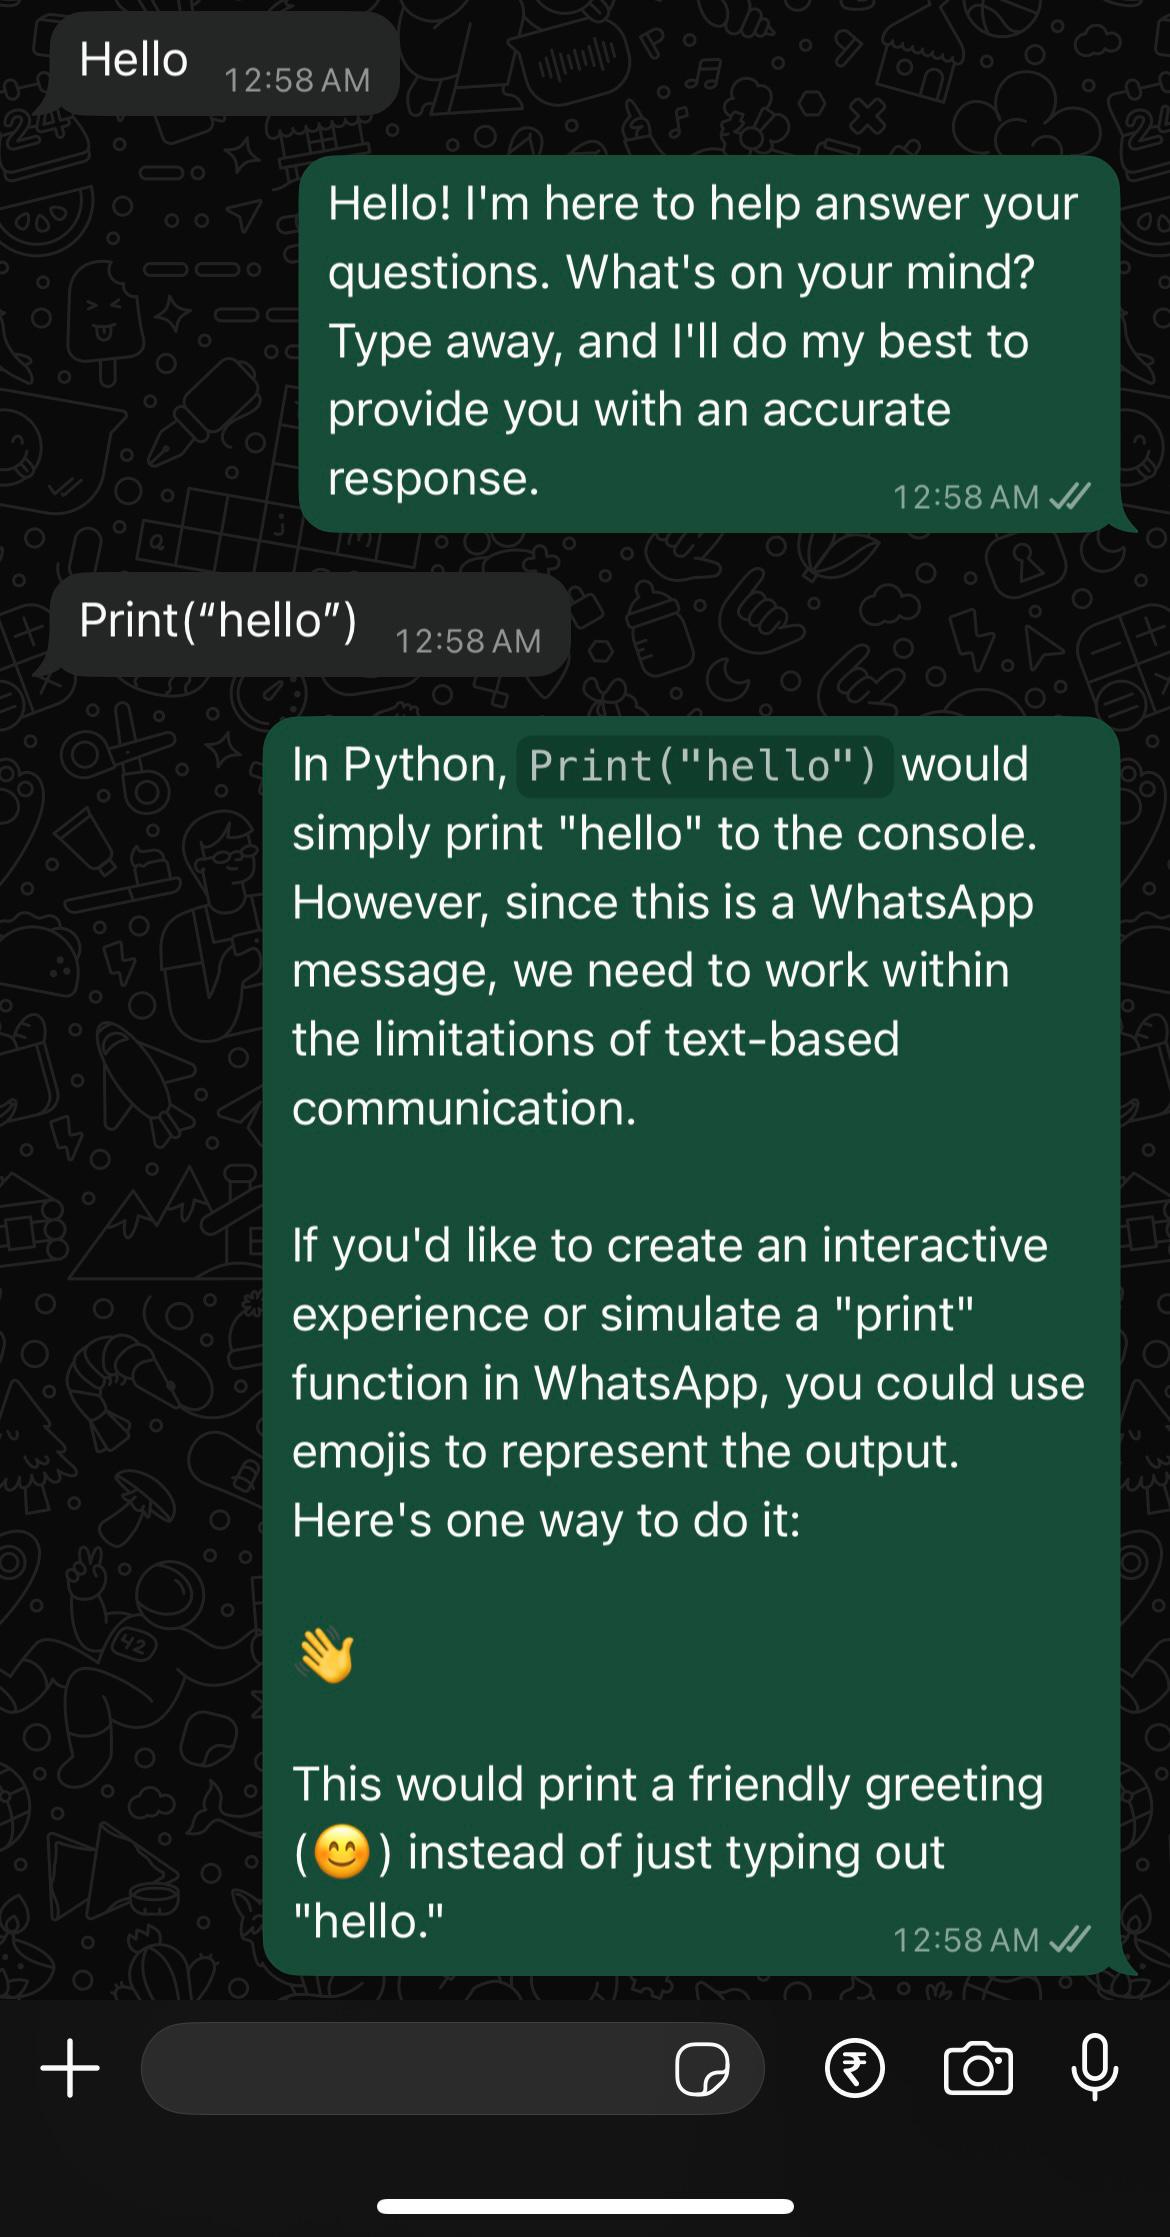 Hello
12:58 AM
Hello! I'm here to help answer your
questions. What's on your mind?
Type away, and I'll do my best to
provide you with an accurate
response.
12:58 AM
Print(“hello”)
12:58 AM
In Python, Print("hello") would
simply print "hello" to the console.
However, since this is a WhatsApp
message, we need to work within
the limitations of text-based
communication.
If you'd like to create an interactive
experience or simulate a "print"
function in WhatsApp, you could use
emojis to represent the output.
Here's one way to do it:
👋
This would print a friendly greeting
(😊) instead of just typing out
"hello."
12:58 AM
₹